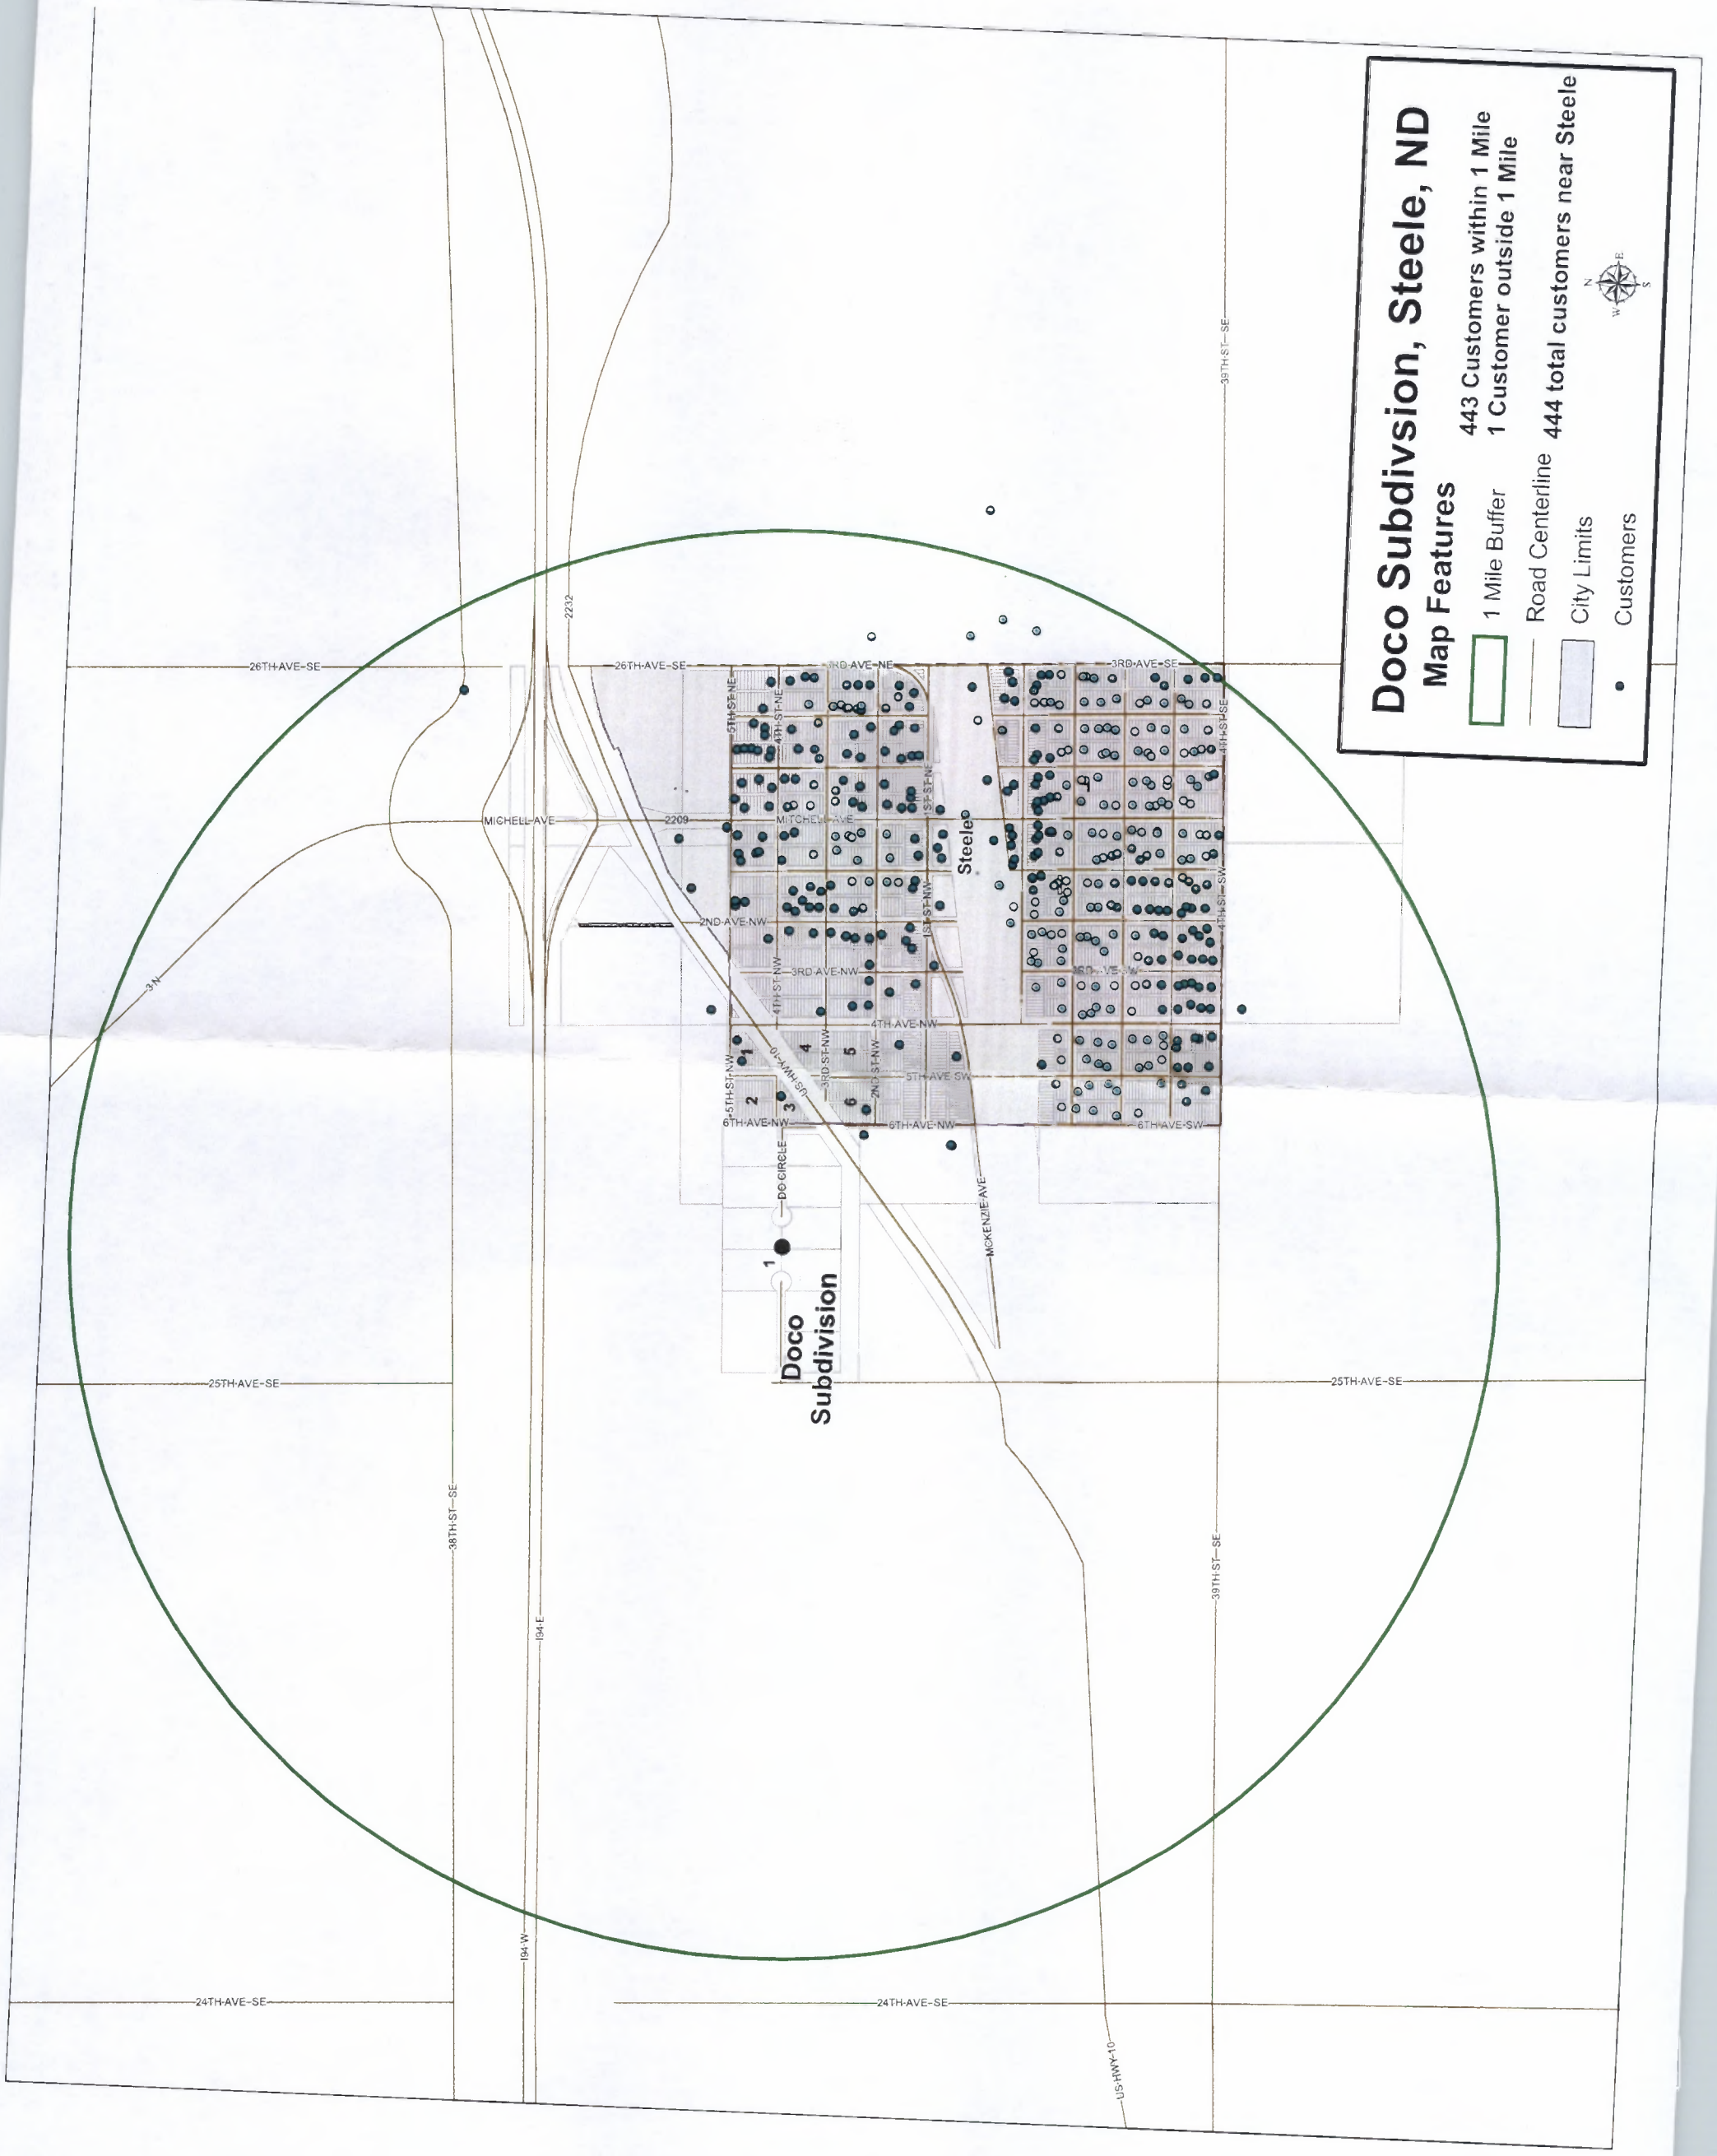 Doco Subdivsion, Steele, ND
Map Features
443 Customers within 1 Mile
1 Customer outside 1 Mile
444 total customers near Steele
1 Mile Buffer
Road Centerline
City Limits
Customers
N
W
E
S
24TH-AVE-SE
24TH-AVE-SE
25TH-AVE-SE
25TH-AVE-SE
26TH-AVE-SE
26TH-AVE-SE
38TH-ST--SE
I94-W
I94-E
39TH-ST--SE
39TH-ST--SE
US-HWY-10
US-HWY-10
3-N
MICHELL-AVE
2209
MITCHELL-AVE
2232
3RD-AVE-NE
3RD-AVE-SE
5TH-ST-NE
4TH-ST-NE
1ST-ST-NE
4TH-ST-SE
2ND-AVE-NW
1ST-ST-NW
4TH-ST-SW
3RD-AVE-NW
4TH-ST-NW
4TH-AVE-NW
3RD-ST-NW
2ND-ST-NW
5TH-AVE-SW
5TH-ST-NW
6TH-AVE-NW
6TH-AVE-NW
6TH-AVE-SW
DO-CIRCLE
MCKENZIE-AVE
Steele
1
2
3
4
5
6
1
Doco
Subdivision